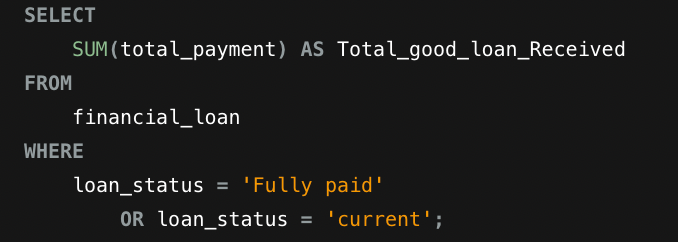 SELECT
SUM(total_payment) AS Total_good_loan_Received
FROM
financial_loan
WHERE
loan_status = 'Fully paid'
OR loan_status = 'current';